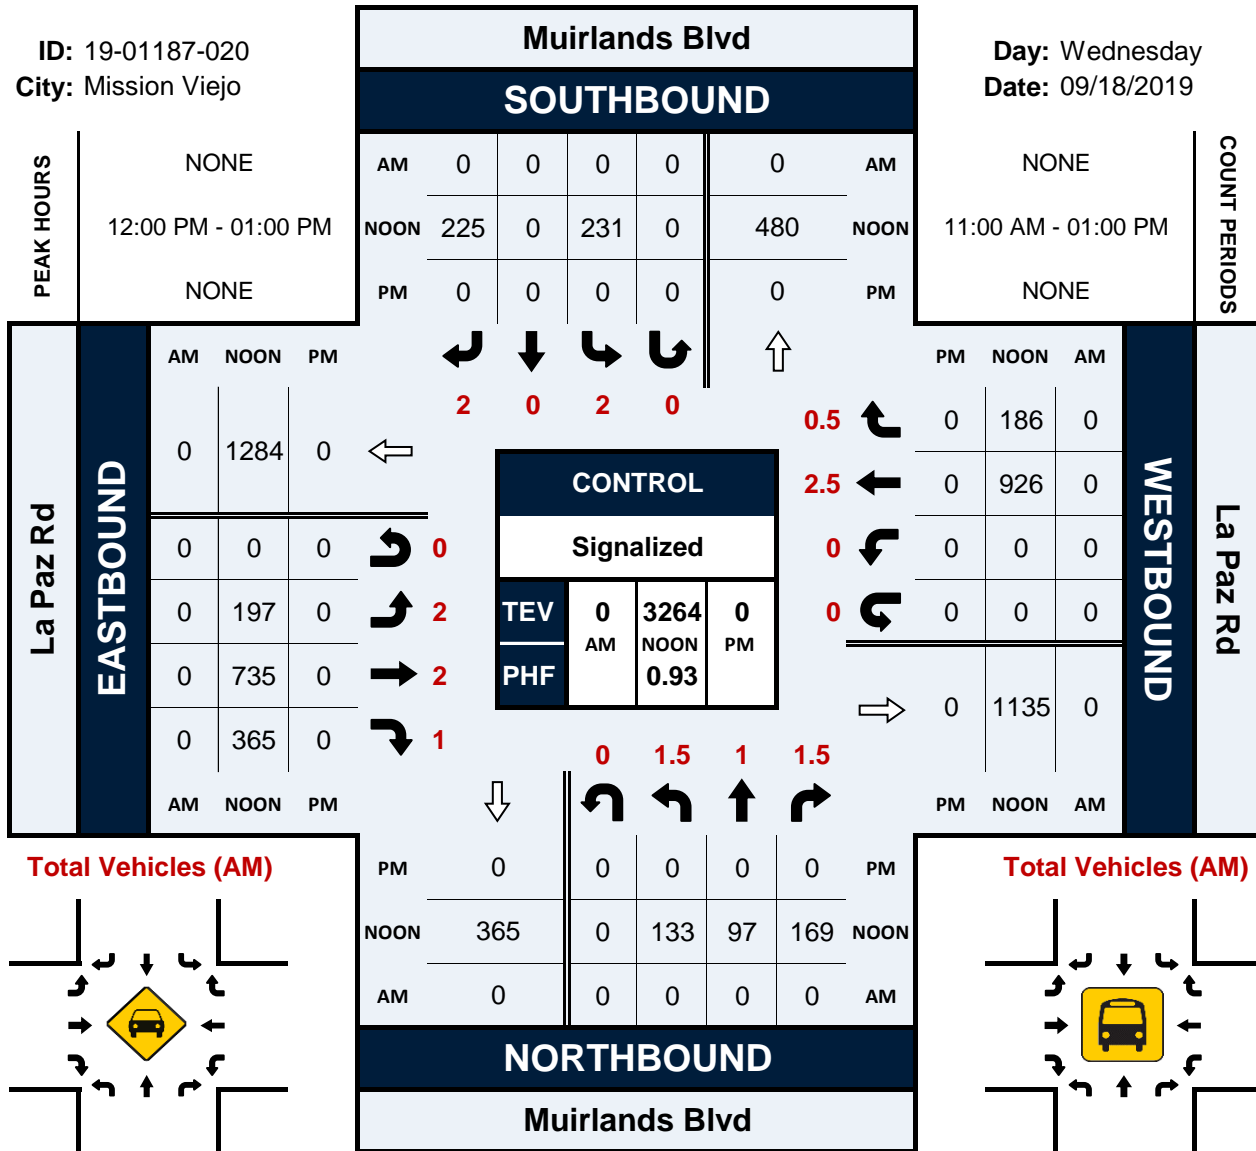 Muirlands Blvd
ID: 19-01187-020
Day: Wednesday
City: Mission Viejo
Date: 09/18/2019
SOUTHBOUND
PEAK HOURS
NONE
AM 0 0 0 0 0 AM
NONE
COUNT PERIODS
12:00 PM - 01:00 PM
NOON 225 0 231 0 480 NOON
11:00 AM - 01:00 PM
NONE
PM 0 0 0 0 0 PM
NONE
AM NOON PM
PM NOON AM
2 0 2 0
0.5 0 186 0
0 1284 0
2.5 0 926 0
CONTROL
Signalized
0 0 0 0
0 0 0 0
0 197 0 2
0 0 0 0
TEV 0 3264 0
AM NOON PM
PHF 0.93
0 735 0 2
0 1135 0
0 365 0 1
0 1.5 1 1.5
La Paz Rd
EASTBOUND
WESTBOUND
La Paz Rd
AM NOON PM
PM NOON AM
Total Vehicles (AM)
PM 0 0 0 0 0 PM
Total Vehicles (AM)
NOON 365 0 133 97 169 NOON
AM 0 0 0 0 0 AM
NORTHBOUND
Muirlands Blvd